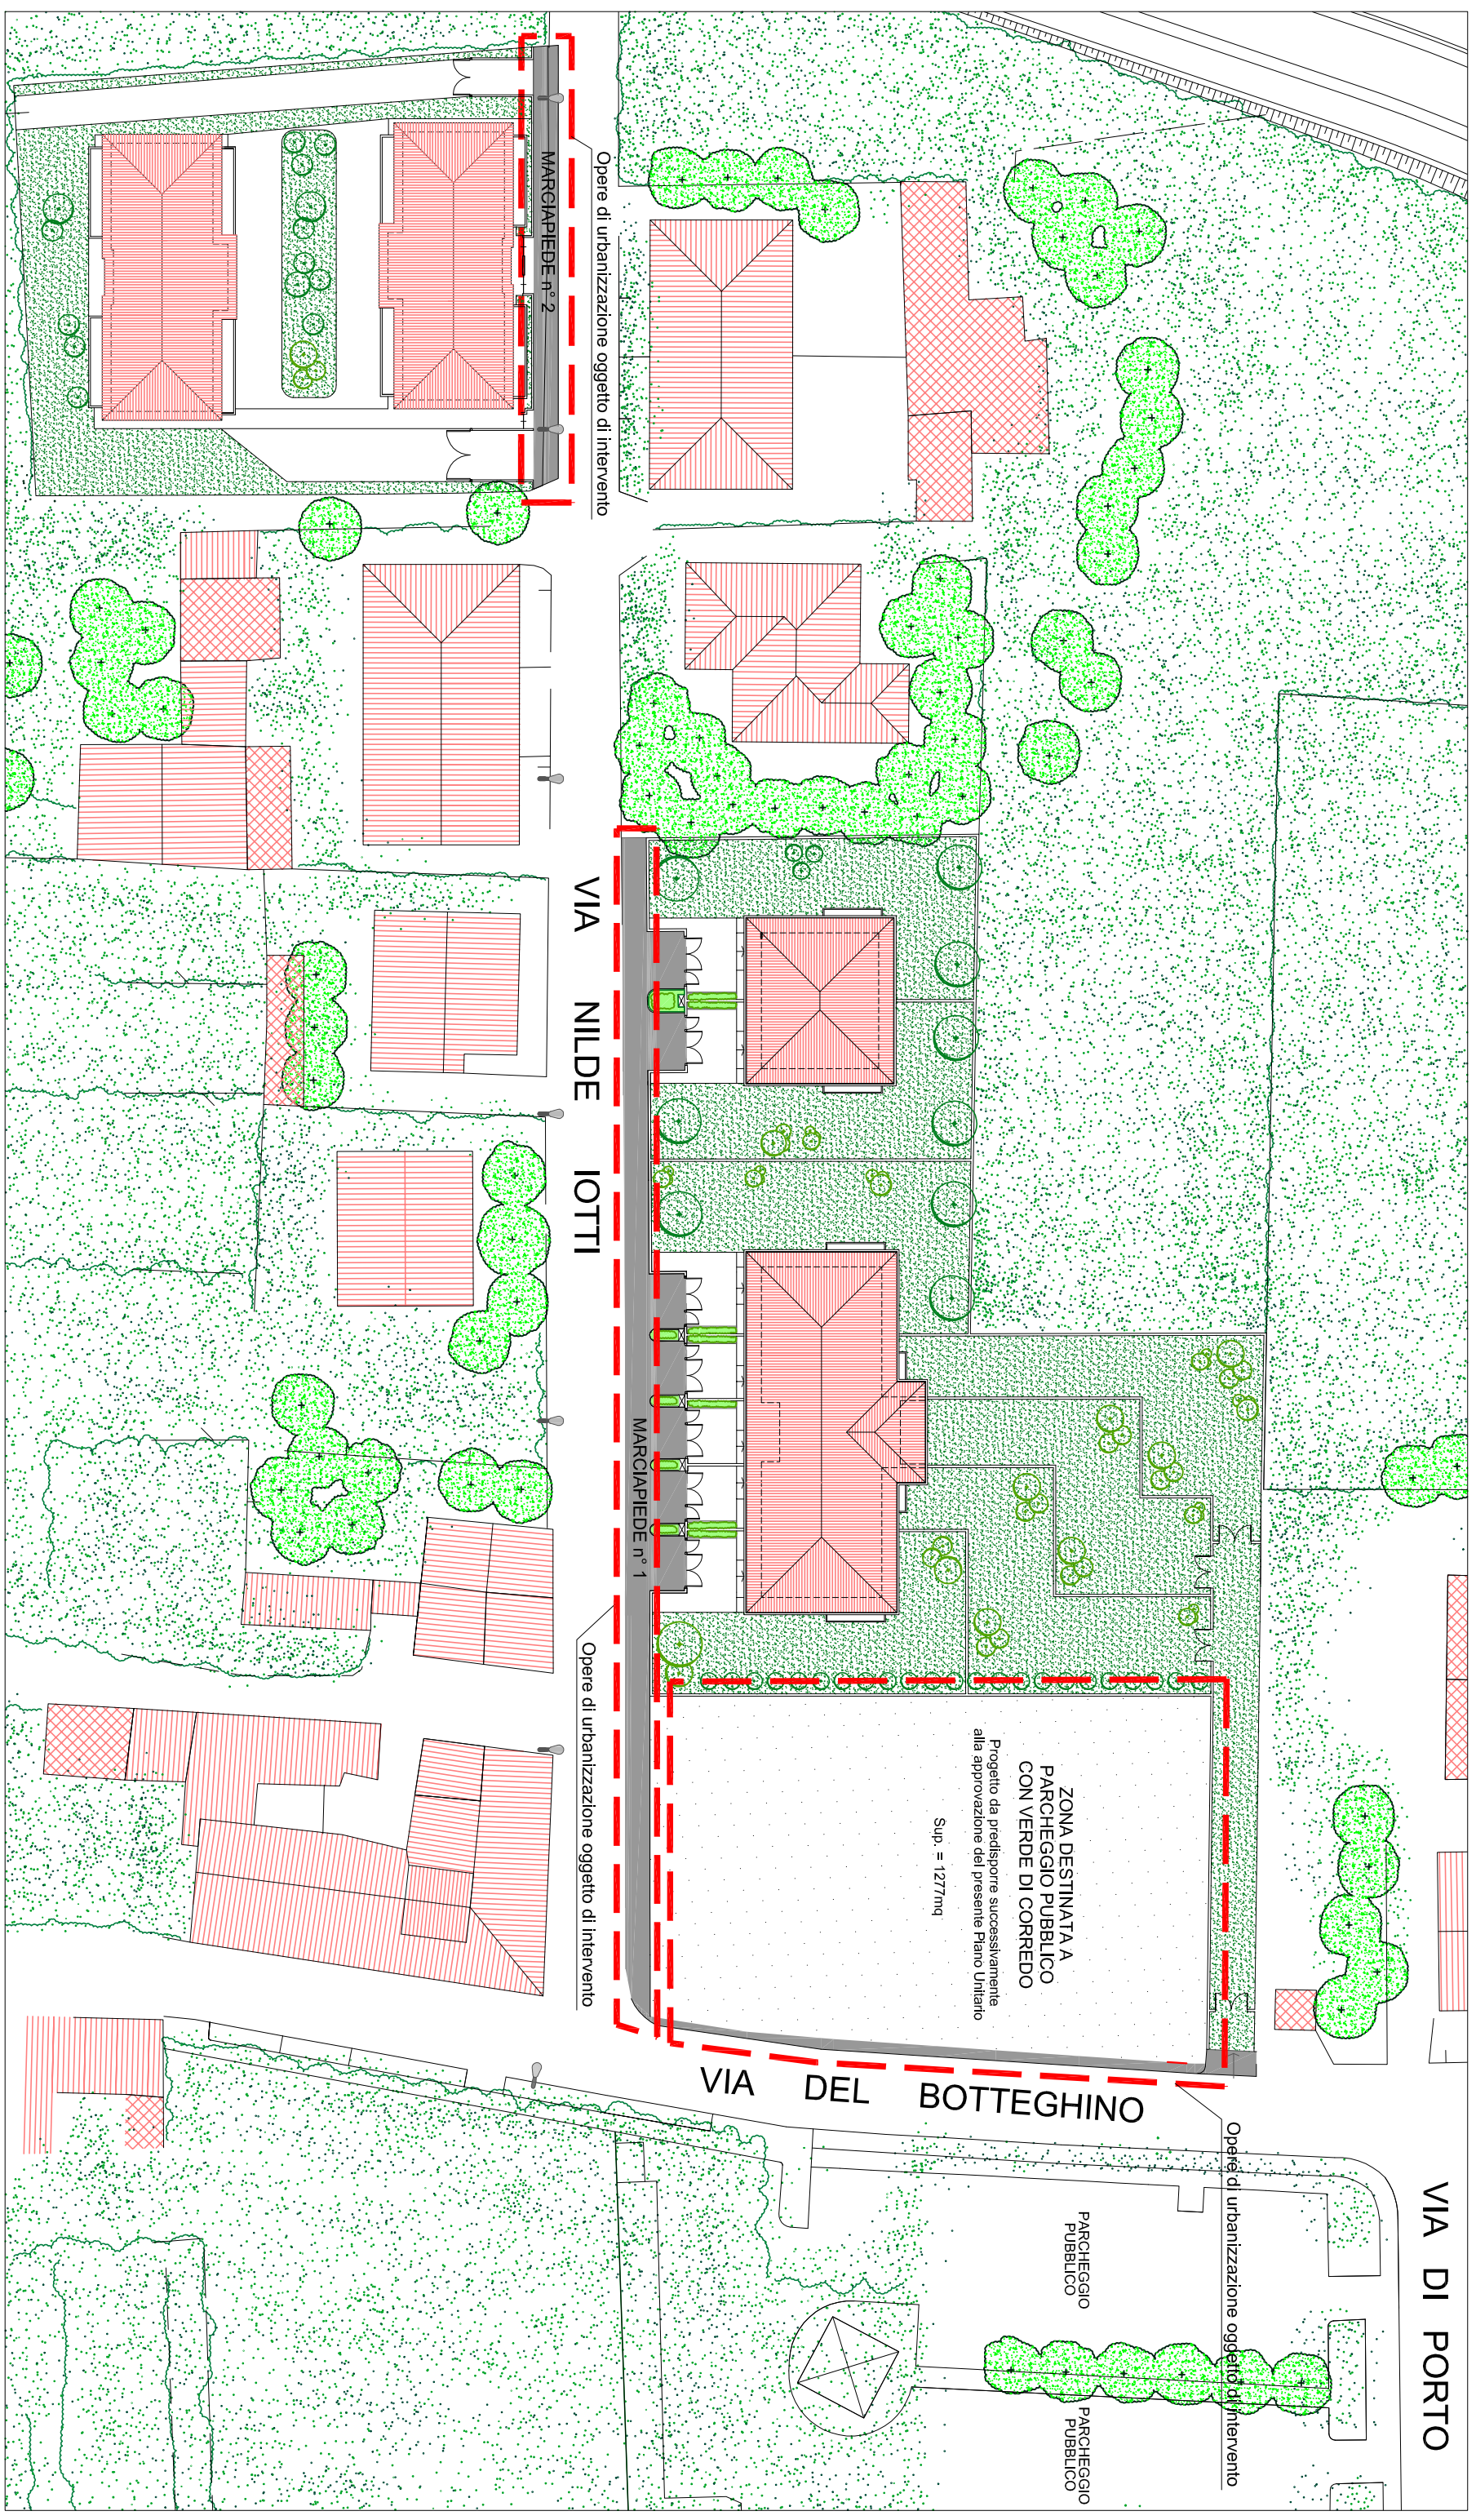 Opere di urbanizzazione oggetto di intervento
MARCIAPIEDE n° 2
VIA NILDE IOTTI
MARCIAPIEDE n° 1
Opere di urbanizzazione oggetto di intervento
ZONA DESTINATA A
PARCHEGGIO PUBBLICO
CON VERDE DI CORREDO
Progetto da predisporre successivamente
alla approvazione del presente Piano Unitario
Sup. = 1277mq
VIA DEL BOTTEGHINO
Opere di urbanizzazione oggetto di intervento
VIA DI PORTO
PARCHEGGIO
PUBBLICO
PARCHEGGIO
PUBBLICO